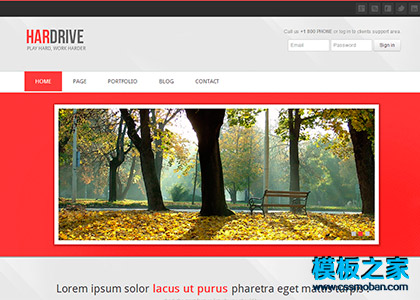 HARDRIVE
PLAY HARD, WORK HARDER
Call us +1 800 PHONE or log in to clients support area
Email
Password
Sign in
HOME
PAGE
PORTFOLIO
BLOG
CONTACT
Lorem ipsum solor lacus ut purus pharetra eget mattis turpis!
模板之家
www.cssmoban.com